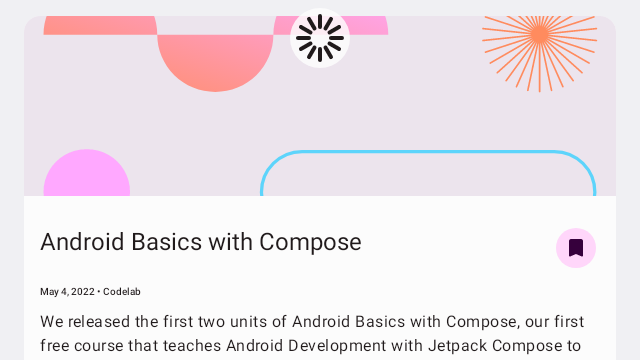 Android Basics with Compose
May 4, 2022 • Codelab
We released the first two units of Android Basics with Compose, our first
free course that teaches Android Development with Jetpack Compose to